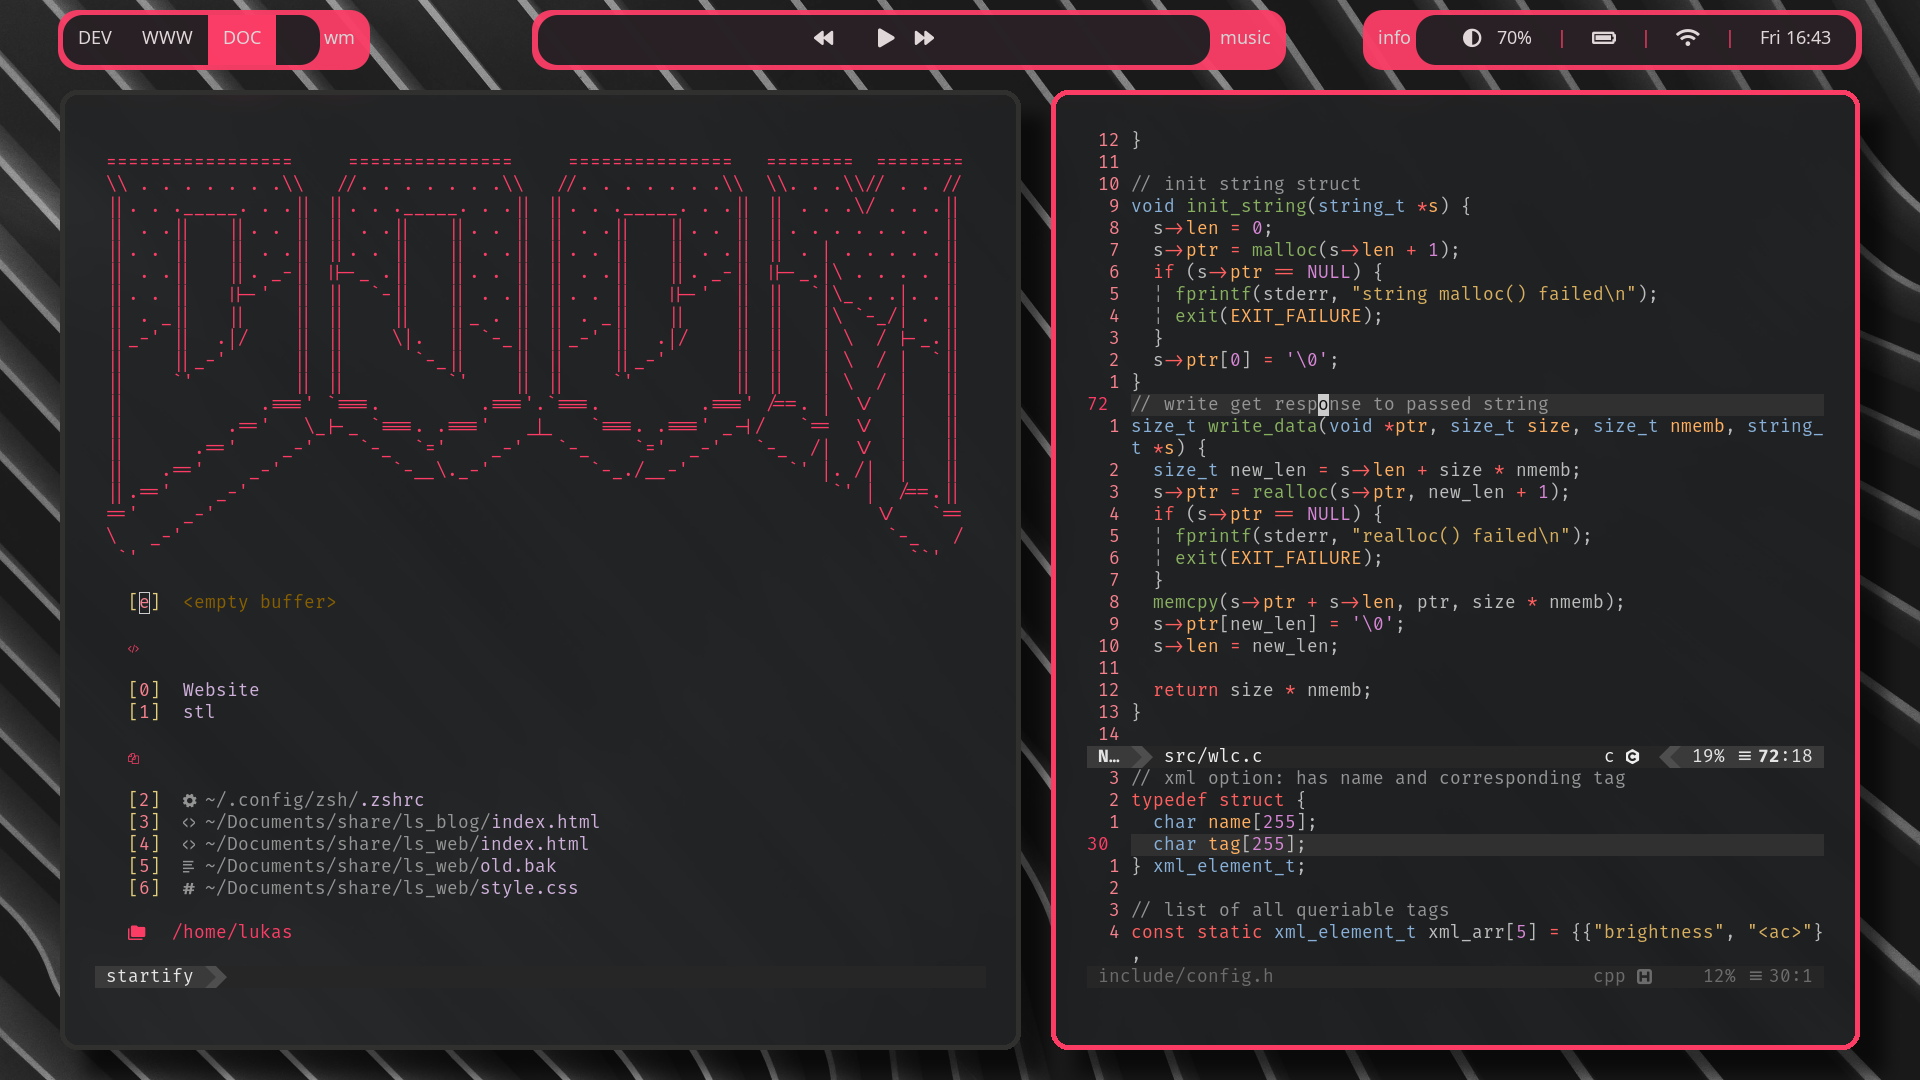 DEV WWW DOC wm
music
info 70% | | | Fri 16:43
[e] <empty buffer>
[0] Website
[1] stl
[2] ~/.config/zsh/.zshrc
[3] <> ~/Documents/share/ls_blog/index.html
[4] <> ~/Documents/share/ls_web/index.html
[5] ~/Documents/share/ls_web/old.bak
[6] # ~/Documents/share/ls_web/style.css
/home/lukas
startify
12 }
11
10 // init string struct
9 void init_string(string_t *s) {
8 s->len = 0;
7 s->ptr = malloc(s->len + 1);
6 if (s->ptr == NULL) {
5 ¦ fprintf(stderr, "string malloc() failed\n");
4 ¦ exit(EXIT_FAILURE);
3 }
2 s->ptr[0] = '\0';
1 }
72 // write get response to passed string
1 size_t write_data(void *ptr, size_t size, size_t nmemb, string_
t *s) {
2 size_t new_len = s->len + size * nmemb;
3 s->ptr = realloc(s->ptr, new_len + 1);
4 if (s->ptr == NULL) {
5 ¦ fprintf(stderr, "realloc() failed\n");
6 ¦ exit(EXIT_FAILURE);
7 }
8 memcpy(s->ptr + s->len, ptr, size * nmemb);
9 s->ptr[new_len] = '\0';
10 s->len = new_len;
11
12 return size * nmemb;
13 }
14
N… src/wlc.c c 19% ≡ 72:18
3 // xml option: has name and corresponding tag
2 typedef struct {
1 char name[255];
30 char tag[255];
1 } xml_element_t;
2
3 // list of all queriable tags
4 const static xml_element_t xml_arr[5] = {{"brightness", "<ac>"}
,
include/config.h cpp H 12% ≡ 30:1